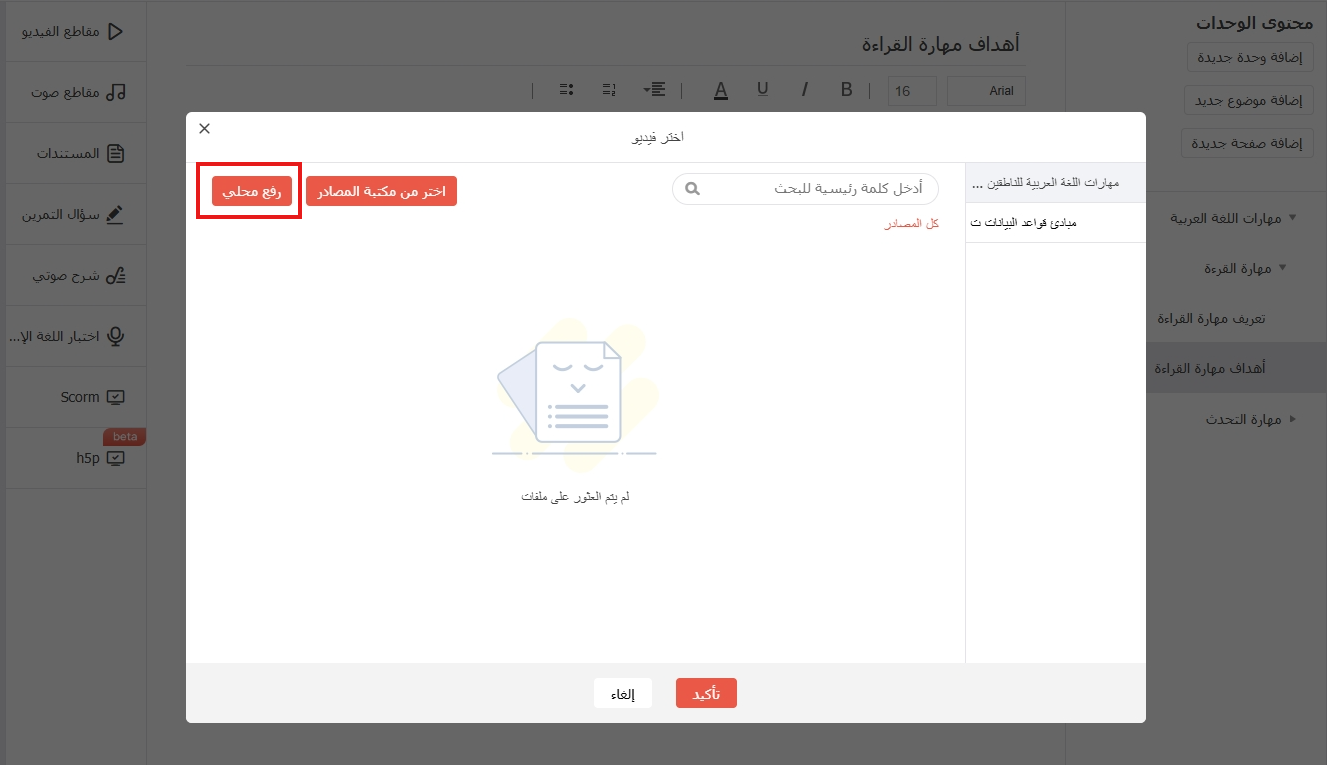 محتوى الوحدات
إضافة وحدة جديدة
إضافة موضوع جديد
إضافة صفحة جديدة
مهارات اللغة العربية
مهارة القرءة
تعريف مهارة القراءة
أهداف مهارة القراءة
مهارة التحدث
أهداف مهارة القراءة
Arial
16
B
I
U
A
اختر فيديو
مهارات اللغة العربية للناطقين ...
مبادئ قواعد البيانات ت
أدخل كلمة رئيسية للبحث
اختر من مكتبة المصادر
رفع محلي
كل المصادر
لم يتم العثور على ملفات
تأكيد
إلغاء
مقاطع الفيديو
مقاطع صوت
المستندات
سؤال التمرين
شرح صوتي
اختبار اللغة الإ...
Scorm
beta
h5p